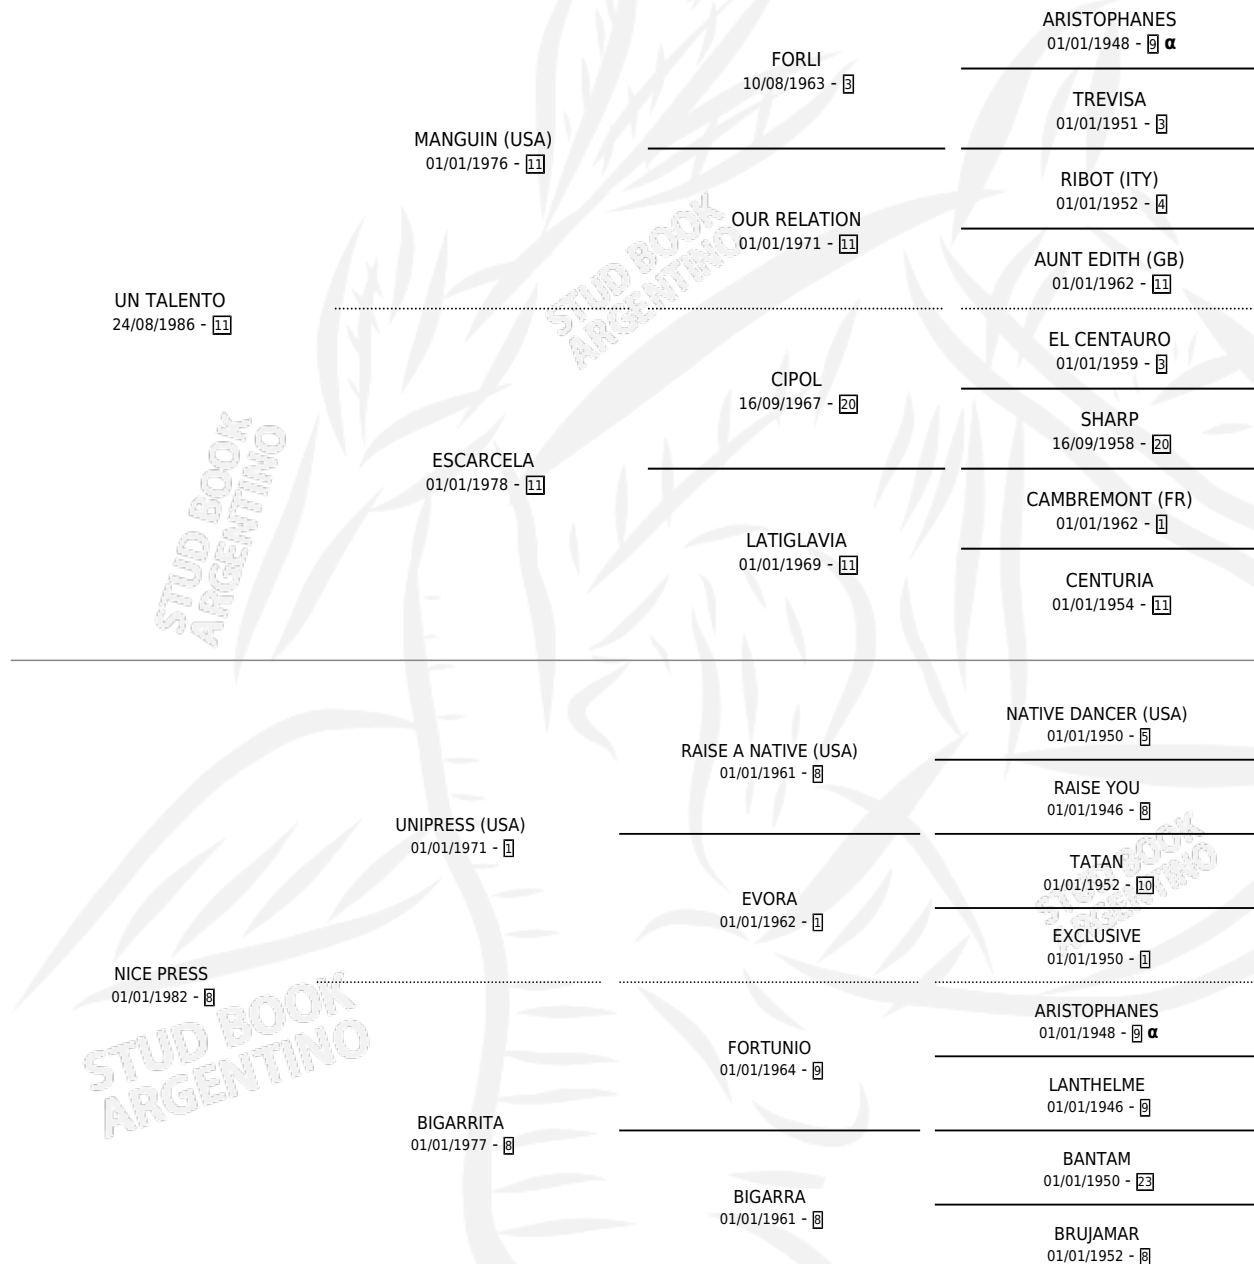 ARISTOPHANES
01/01/1948 - 9 α
FORLI
10/08/1963 - 3
TREVISA
01/01/1951 - 3
MANGUIN (USA)
01/01/1976 - 11
RIBOT (ITY)
01/01/1952 - 4
OUR RELATION
01/01/1971 - 11
AUNT EDITH (GB)
01/01/1962 - 11
UN TALENTO
24/08/1986 - 11
EL CENTAURO
01/01/1959 - 3
CIPOL
16/09/1967 - 20
SHARP
16/09/1958 - 20
ESCARCELA
01/01/1978 - 11
CAMBREMONT (FR)
01/01/1962 - 1
LATIGLAVIA
01/01/1969 - 11
CENTURIA
01/01/1954 - 11
NATIVE DANCER (USA)
01/01/1950 - 5
RAISE A NATIVE (USA)
01/01/1961 - 8
RAISE YOU
01/01/1946 - 8
UNIPRESS (USA)
01/01/1971 - 1
TATAN
01/01/1952 - 10
EVORA
01/01/1962 - 1
EXCLUSIVE
01/01/1950 - 1
NICE PRESS
01/01/1982 - 8
ARISTOPHANES
01/01/1948 - 9 α
FORTUNIO
01/01/1964 - 9
LANTHELME
01/01/1946 - 9
BIGARRITA
01/01/1977 - 8
BANTAM
01/01/1950 - 23
BIGARRA
01/01/1961 - 8
BRUJAMAR
01/01/1952 - 8
STUD BOOK
ARGENTINO
STUD BOOK
ARGENTINO
STUD BOOK
ARGENTINO
STUD BOOK
ARGENTINO